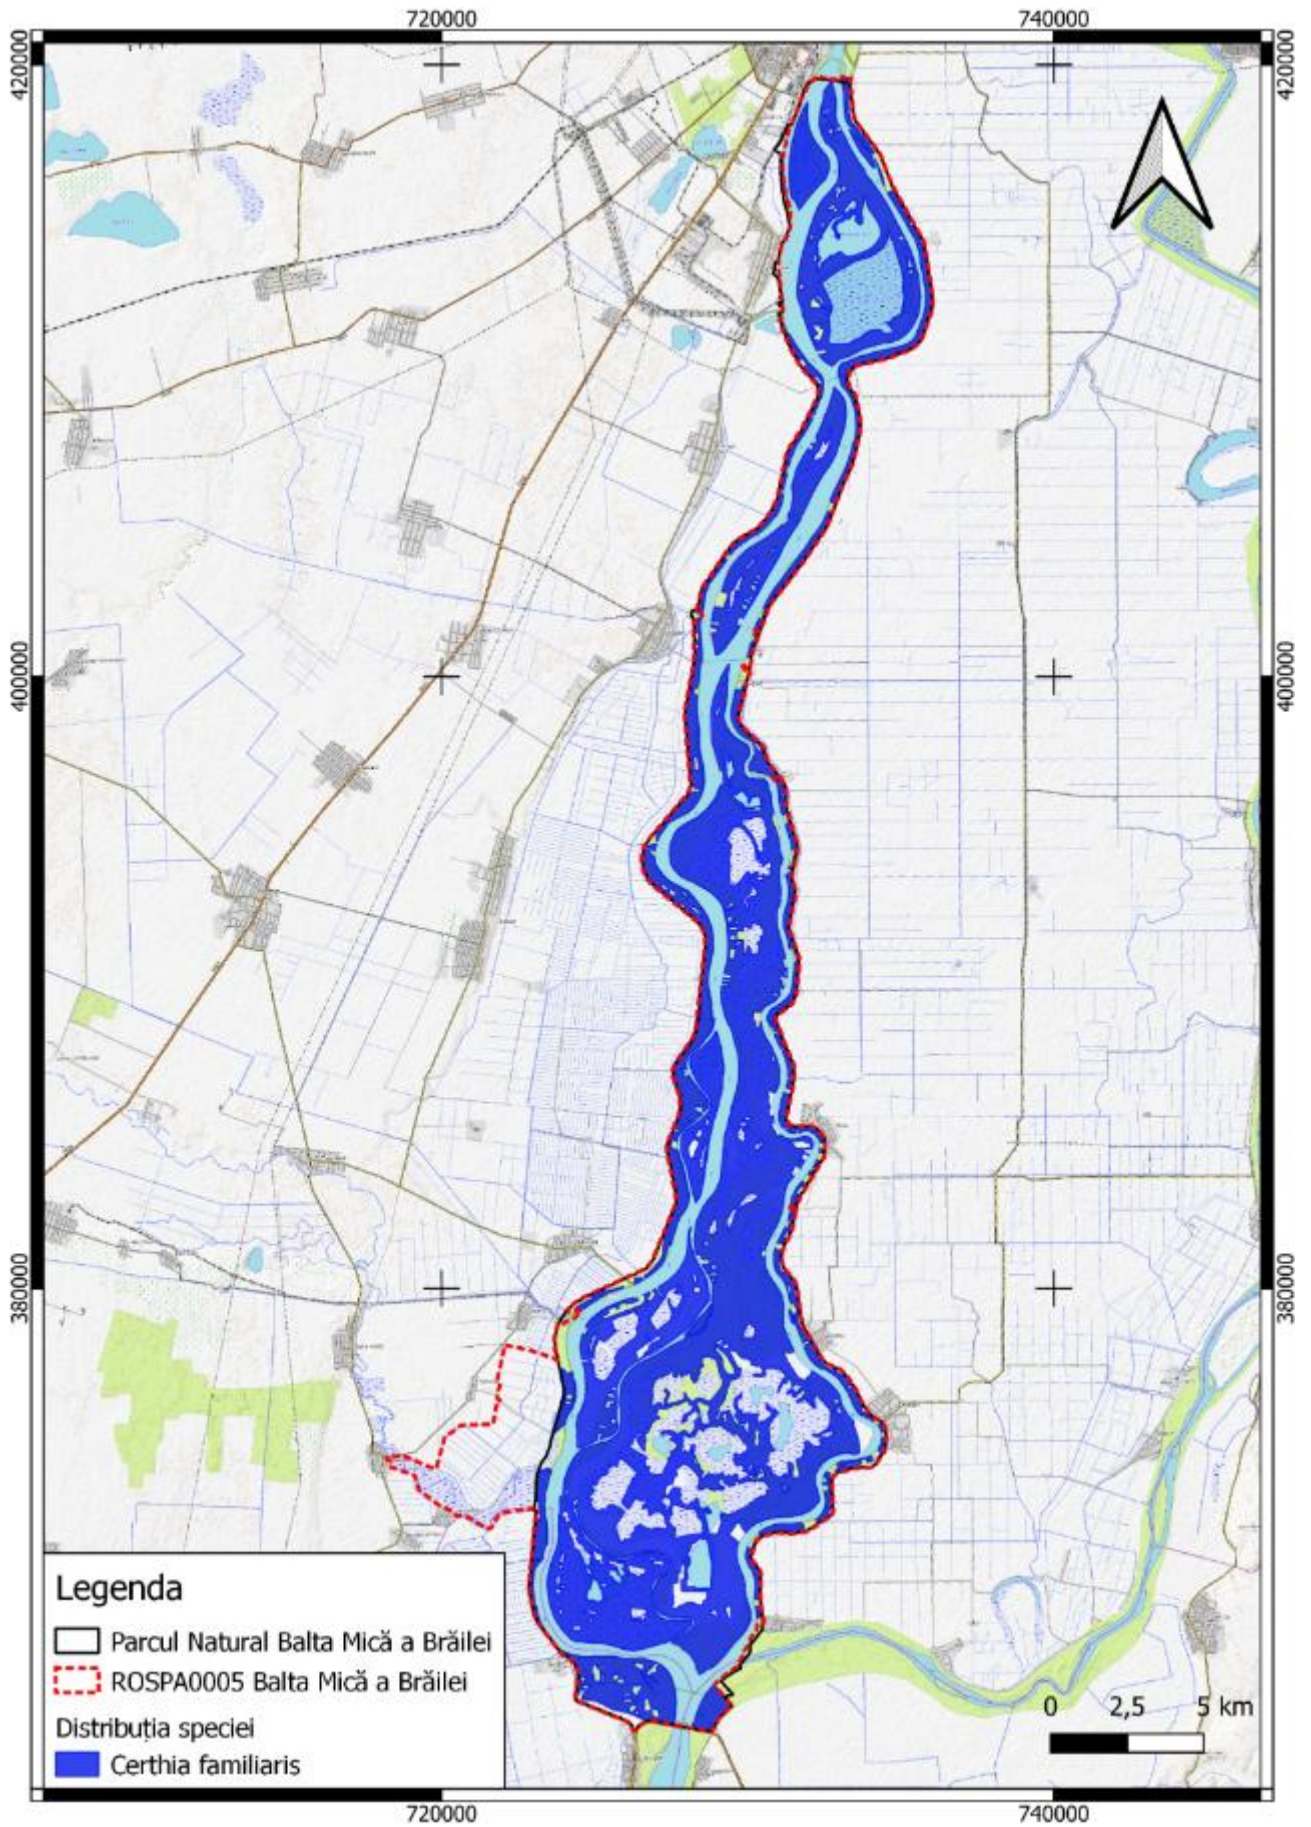 720000 740000
420000 420000
400000 400000
380000 380000
Legenda
Parcul Natural Balta Mică a Brăilei
ROSPA0005 Balta Mică a Brăilei
Distribuția speciei
Certhia familiaris
0 2,5 5 km
720000 740000